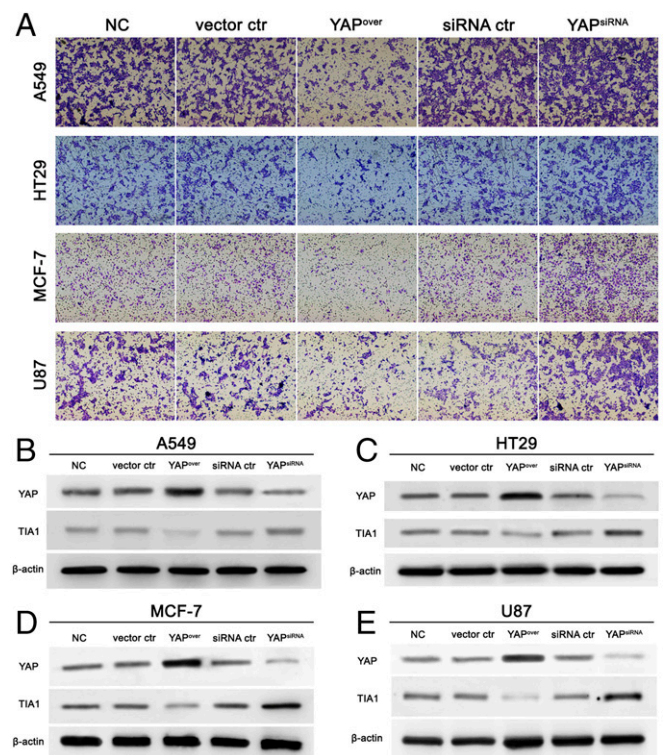 A
NC vector ctr YAPover siRNA ctr YAPsiRNA
A549
HT29
MCF-7
U87
B A549
NC vector ctr YAPover siRNA ctr YAPsiRNA
YAP
TIA1
β-actin
C HT29
NC vector ctr YAPover siRNA ctr YAPsiRNA
YAP
TIA1
β-actin
D MCF-7
NC vector ctr YAPover siRNA ctr YAPsiRNA
YAP
TIA1
β-actin
E U87
NC vector ctr YAPover siRNA ctr YAPsiRNA
YAP
TIA1
β-actin